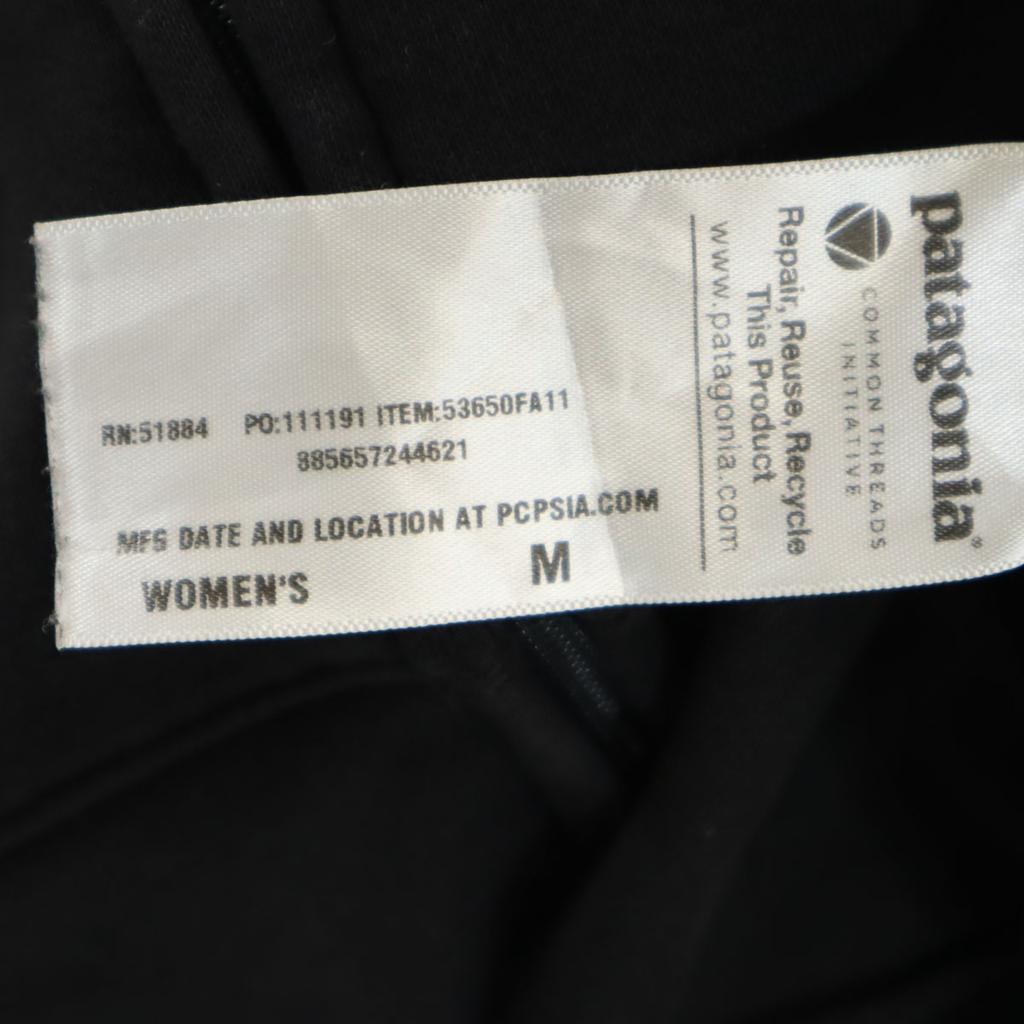 RN:51884 PO:111191 ITEM:53650FA11
885657244621
MFG DATE AND LOCATION AT PCPSIA.COM
WOMEN'S M
patagonia®
COMMON THREADS
INITIATIVE
Repair, Reuse, Recycle
This Product
www.patagonia.com